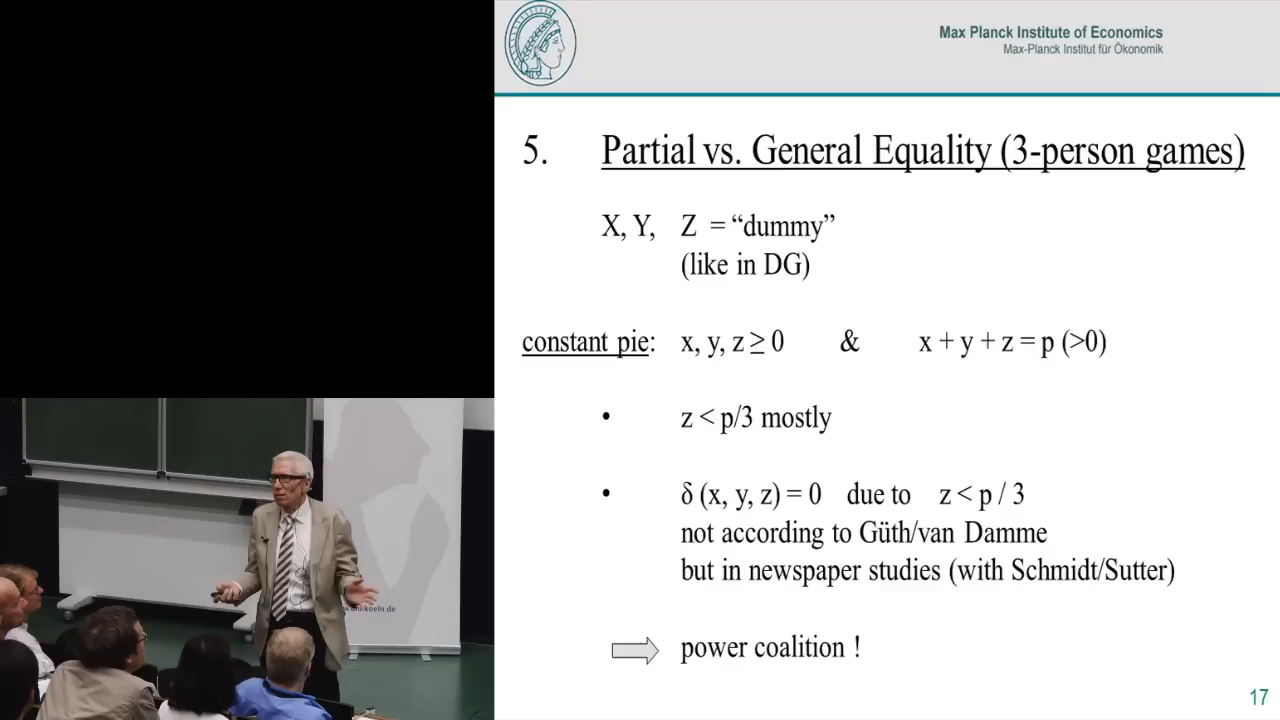 Max Planck Institute of Economics
Max-Planck Institut für Ökonomik
5. Partial vs. General Equality (3-person games)
X, Y, Z = “dummy”
(like in DG)
constant pie: x, y, z ≥ 0 & x + y + z = p (>0)
• z < p/3 mostly
• δ (x, y, z) = 0 due to z < p / 3
not according to Güth/van Damme
but in newspaper studies (with Schmidt/Sutter)
power coalition !
17